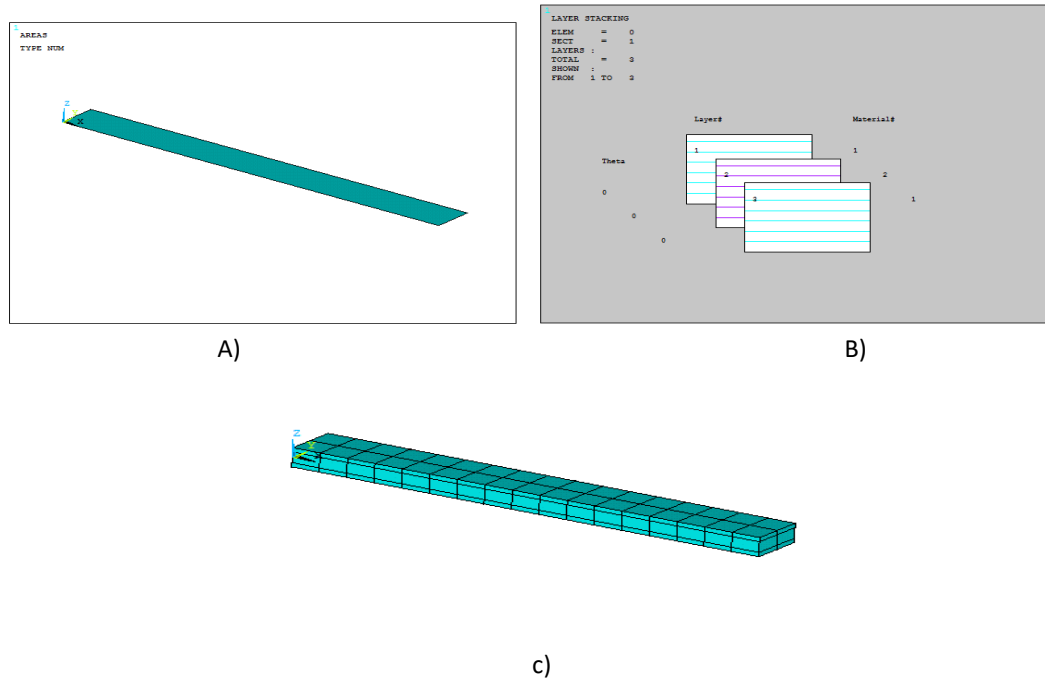 1
AREAS
TYPE NUM
Z
Y
X
A)
1
LAYER STACKING
ELEM = 0
SECT = 1
LAYERS :
TOTAL = 3
SHOWN :
FROM 1 TO 3
Layer# Material#
1 1
Theta
2 2
0
3 1
0
0
B)
Z
Y
X
c)